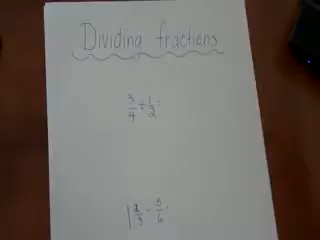 Dividing fractions
3/4 ÷ 1/2 =